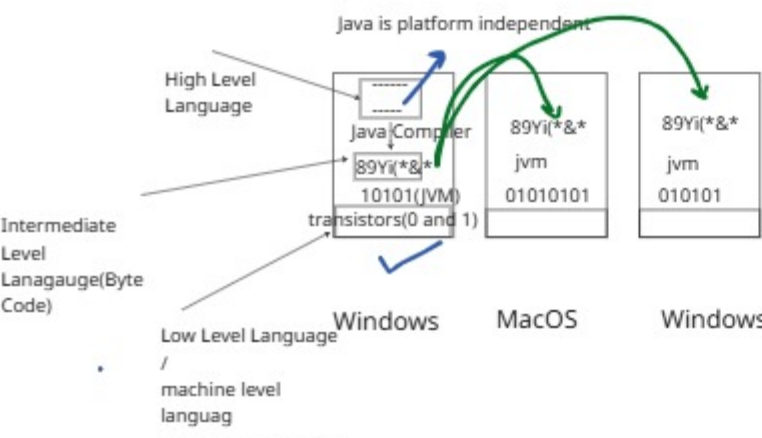 Java is platform independent
High Level
Language
------
------
Java Compiler
89Yi(*&*
10101(JVM)
transistors(0 and 1)
89Yi(*&*
jvm
01010101
89Yi(*&*
jvm
010101
Intermediate
Level
Lanagauge(Byte
Code)
Windows
MacOS
Windows
Low Level Language
/
machine level
languag